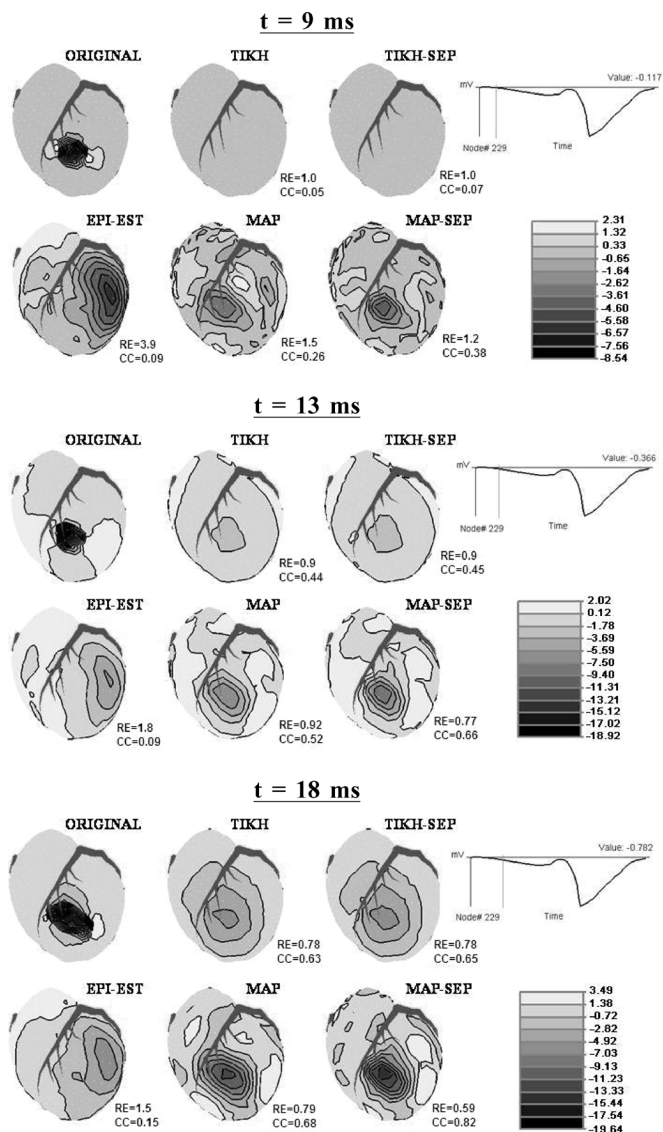 t = 9 ms
ORIGINAL TIKH TIKH-SEP
mV Value: -0.117
Node# 229 Time
RE=1.0 RE=1.0
CC=0.05 CC=0.07
EPI-EST MAP MAP-SEP
2.31
1.32
0.33
-0.65
-1.64
-2.62
-3.61
-4.60
-5.58
-6.57
-7.56
-8.54
RE=3.9 RE=1.5 RE=1.2
CC=0.09 CC=0.26 CC=0.38
t = 13 ms
ORIGINAL TIKH TIKH-SEP
mV Value: -0.366
Node# 229 Time
RE=0.9 RE=0.9
CC=0.44 CC=0.45
EPI-EST MAP MAP-SEP
2.02
0.12
-1.78
-3.69
-5.59
-7.50
-9.40
-11.31
-13.21
-15.12
-17.02
-18.92
RE=1.8 RE=0.92 RE=0.77
CC=0.09 CC=0.52 CC=0.66
t = 18 ms
ORIGINAL TIKH TIKH-SEP
mV Value: -0.782
Node# 229 Time
RE=0.78 RE=0.78
CC=0.63 CC=0.65
EPI-EST MAP MAP-SEP
3.49
1.38
-0.72
-2.82
-4.92
-7.03
-9.13
-11.23
-13.33
-15.44
-17.54
-19.64
RE=1.5 RE=0.79 RE=0.59
CC=0.15 CC=0.68 CC=0.82